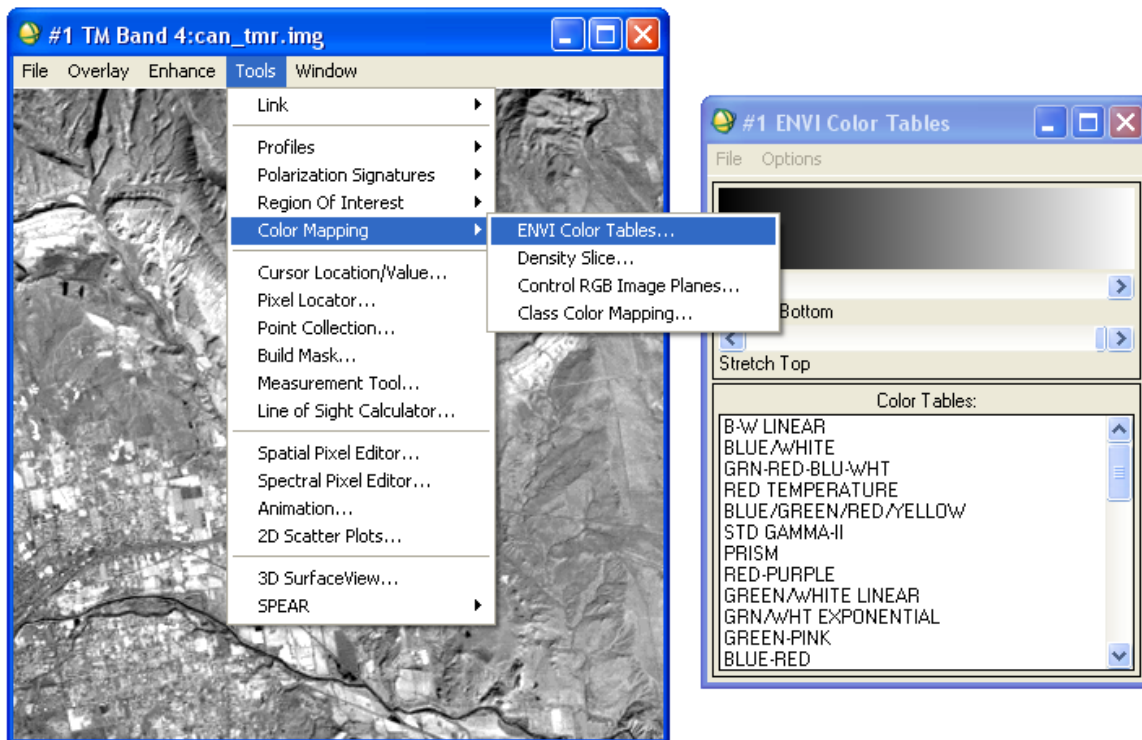 #1 TM Band 4:can_tmr.img
File Overlay Enhance Tools Window
Link
Profiles
Polarization Signatures
Region Of Interest
Color Mapping
Cursor Location/Value...
Pixel Locator...
Point Collection...
Build Mask...
Measurement Tool...
Line of Sight Calculator...
Spatial Pixel Editor...
Spectral Pixel Editor...
Animation...
2D Scatter Plots...
3D SurfaceView...
SPEAR
ENVI Color Tables...
Density Slice...
Control RGB Image Planes...
Class Color Mapping...
#1 ENVI Color Tables
File Options
Bottom
Stretch Top
Color Tables:
B-W LINEAR
BLUE/WHITE
GRN-RED-BLU-WHT
RED TEMPERATURE
BLUE/GREEN/RED/YELLOW
STD GAMMA-II
PRISM
RED-PURPLE
GREEN/WHITE LINEAR
GRN/WHT EXPONENTIAL
GREEN-PINK
BLUE-RED